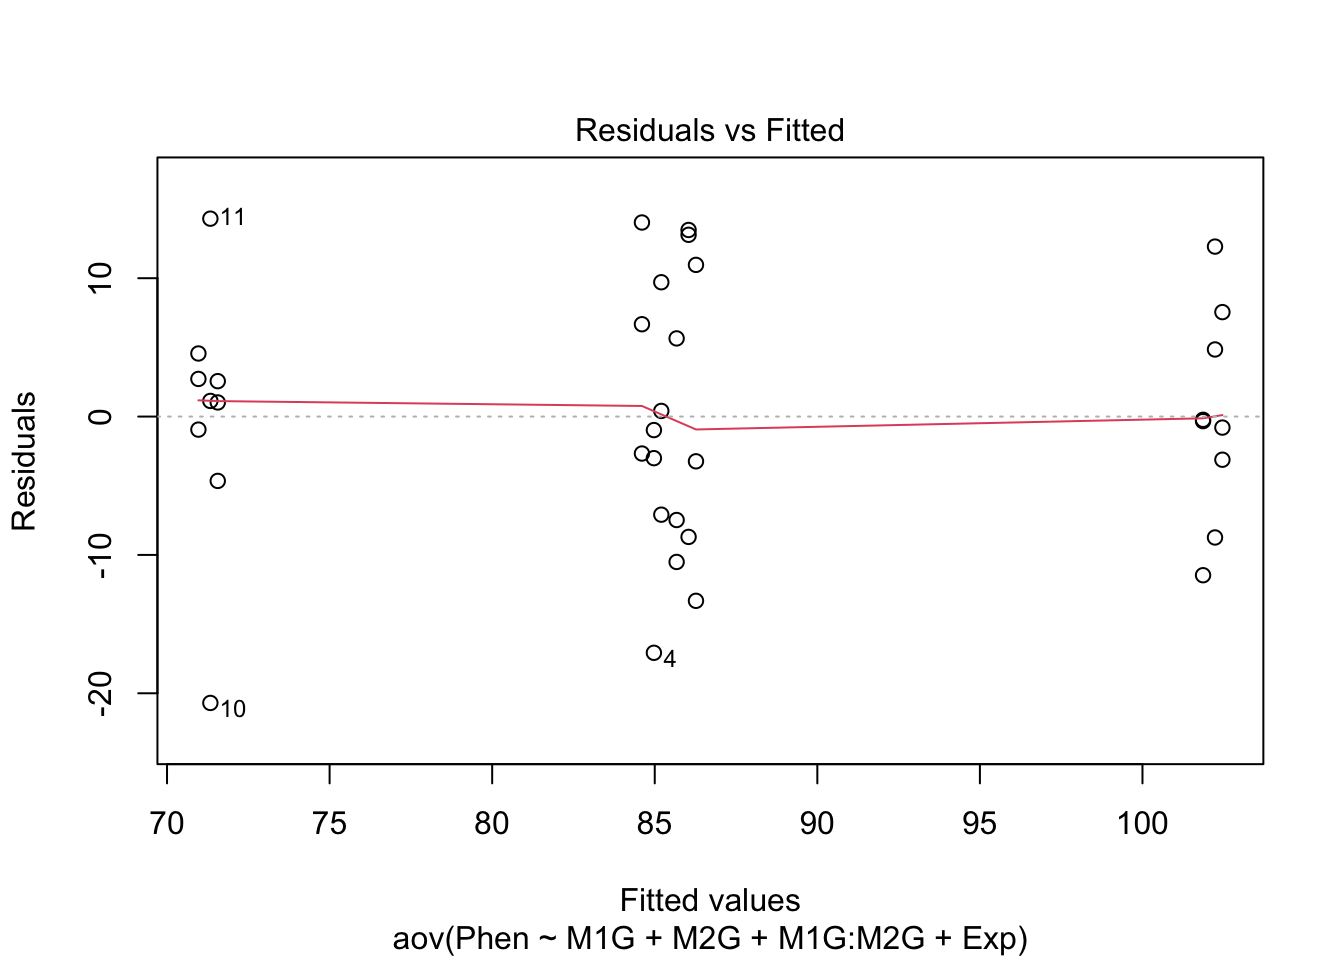 Residuals vs Fitted
11
10
0
-10
-20
4
10
Residuals
70 75 80 85 90 95 100
Fitted values
aov(Phen ~ M1G + M2G + M1G:M2G + Exp)